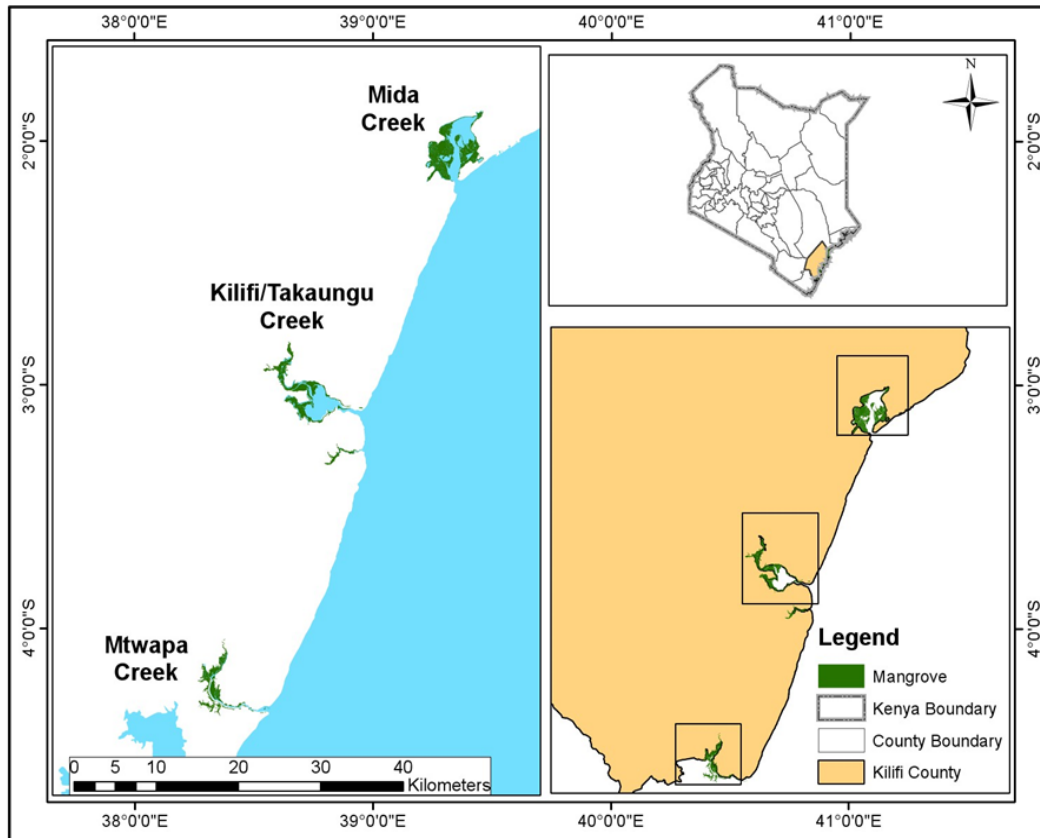 38°0'0"E
39°0'0"E
40°0'0"E
41°0'0"E
2°0'0"S
3°0'0"S
4°0'0"S
Mida
Creek
Kilifi/Takaungu
Creek
Mtwapa
Creek
0 5 10 20 30 40
Kilometers
N
Legend
Mangrove
Kenya Boundary
County Boundary
Kilifi County
2°0'0"S
3°0'0"S
4°0'0"S
38°0'0"E
39°0'0"E
40°0'0"E
41°0'0"E